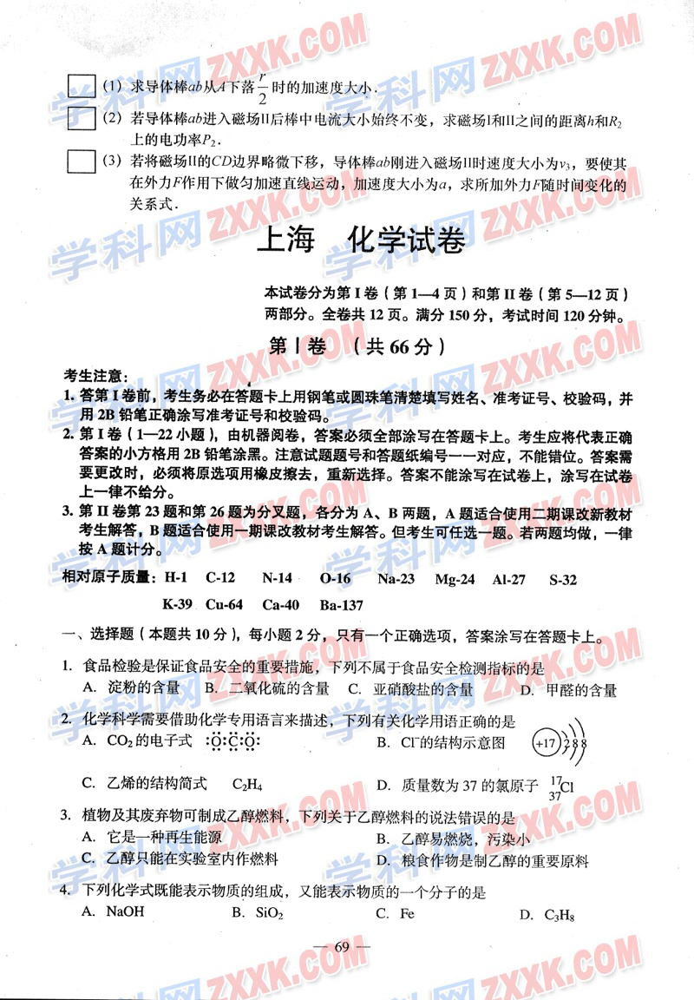 (1) 求导体棒ab从A下落r/2时的加速度大小.
(2) 若导体棒ab进入磁场II后棒中电流大小始终不变，求磁场I和II之间的距离h和R₂
上的电功率P₂.
(3) 若将磁场II的CD边界略微下移，导体棒ab刚进入磁场II时速度大小为v₃，要使其
在外力F作用下做匀加速直线运动，加速度大小为a，求所加外力F随时间变化的
关系式.
上海 化学试卷
本试卷分为第 I 卷（第 1—4 页）和第 II 卷（第 5—12 页）
两部分。全卷共 12 页。满分 150 分，考试时间 120 分钟。
第 I 卷 （共 66 分）
考生注意：
1. 答第 I 卷前，考生务必在答题卡上用钢笔或圆珠笔清楚填写姓名、准考证号、校验码，并
用 2B 铅笔正确涂写准考证号和校验码。
2. 第 I 卷（1—22 小题），由机器阅卷，答案必须全部涂写在答题卡上。考生应将代表正确
答案的小方格用 2B 铅笔涂黑。注意试题题号和答题纸编号一一对应，不能错位。答案需
要更改时，必须将原选项用橡皮擦去，重新选择。答案不能涂写在试卷上，涂写在试卷
上一律不给分。
3. 第 II 卷第 23 题和第 26 题为分叉题，各分为 A、B 两题，A 题适合使用二期课改新教材
考生解答，B 题适合使用一期课改教材考生解答。但考生可任选一题。若两题均做，一律
按 A 题计分。
相对原子质量：H-1 C-12 N-14 O-16 Na-23 Mg-24 Al-27 S-32
K-39 Cu-64 Ca-40 Ba-137
一、选择题（本题共 10 分），每小题 2 分，只有一个正确选项，答案涂写在答题卡上。
1. 食品检验是保证食品安全的重要措施，下列不属于食品安全检测指标的是
A. 淀粉的含量 B. 二氧化硫的含量 C. 亚硝酸盐的含量 D. 甲醛的含量
2. 化学科学需要借助化学专用语言来描述，下列有关化学用语正确的是
A. CO₂的电子式 :O:C:O: B. Cl⁻的结构示意图 +17 2 8 8
C. 乙烯的结构简式 C₂H₄ D. 质量数为 37 的氯原子 ¹⁷₃₇Cl
3. 植物及其废弃物可制成乙醇燃料，下列关于乙醇燃料的说法错误的是
A. 它是一种再生能源 B. 乙醇易燃烧，污染小
C. 乙醇只能在实验室内作燃料 D. 粮食作物是制乙醇的重要原料
4. 下列化学式既能表示物质的组成，又能表示物质的一个分子的是
A. NaOH B. SiO₂ C. Fe D. C₃H₈
— 69 —
学科网 ZXXK.COM